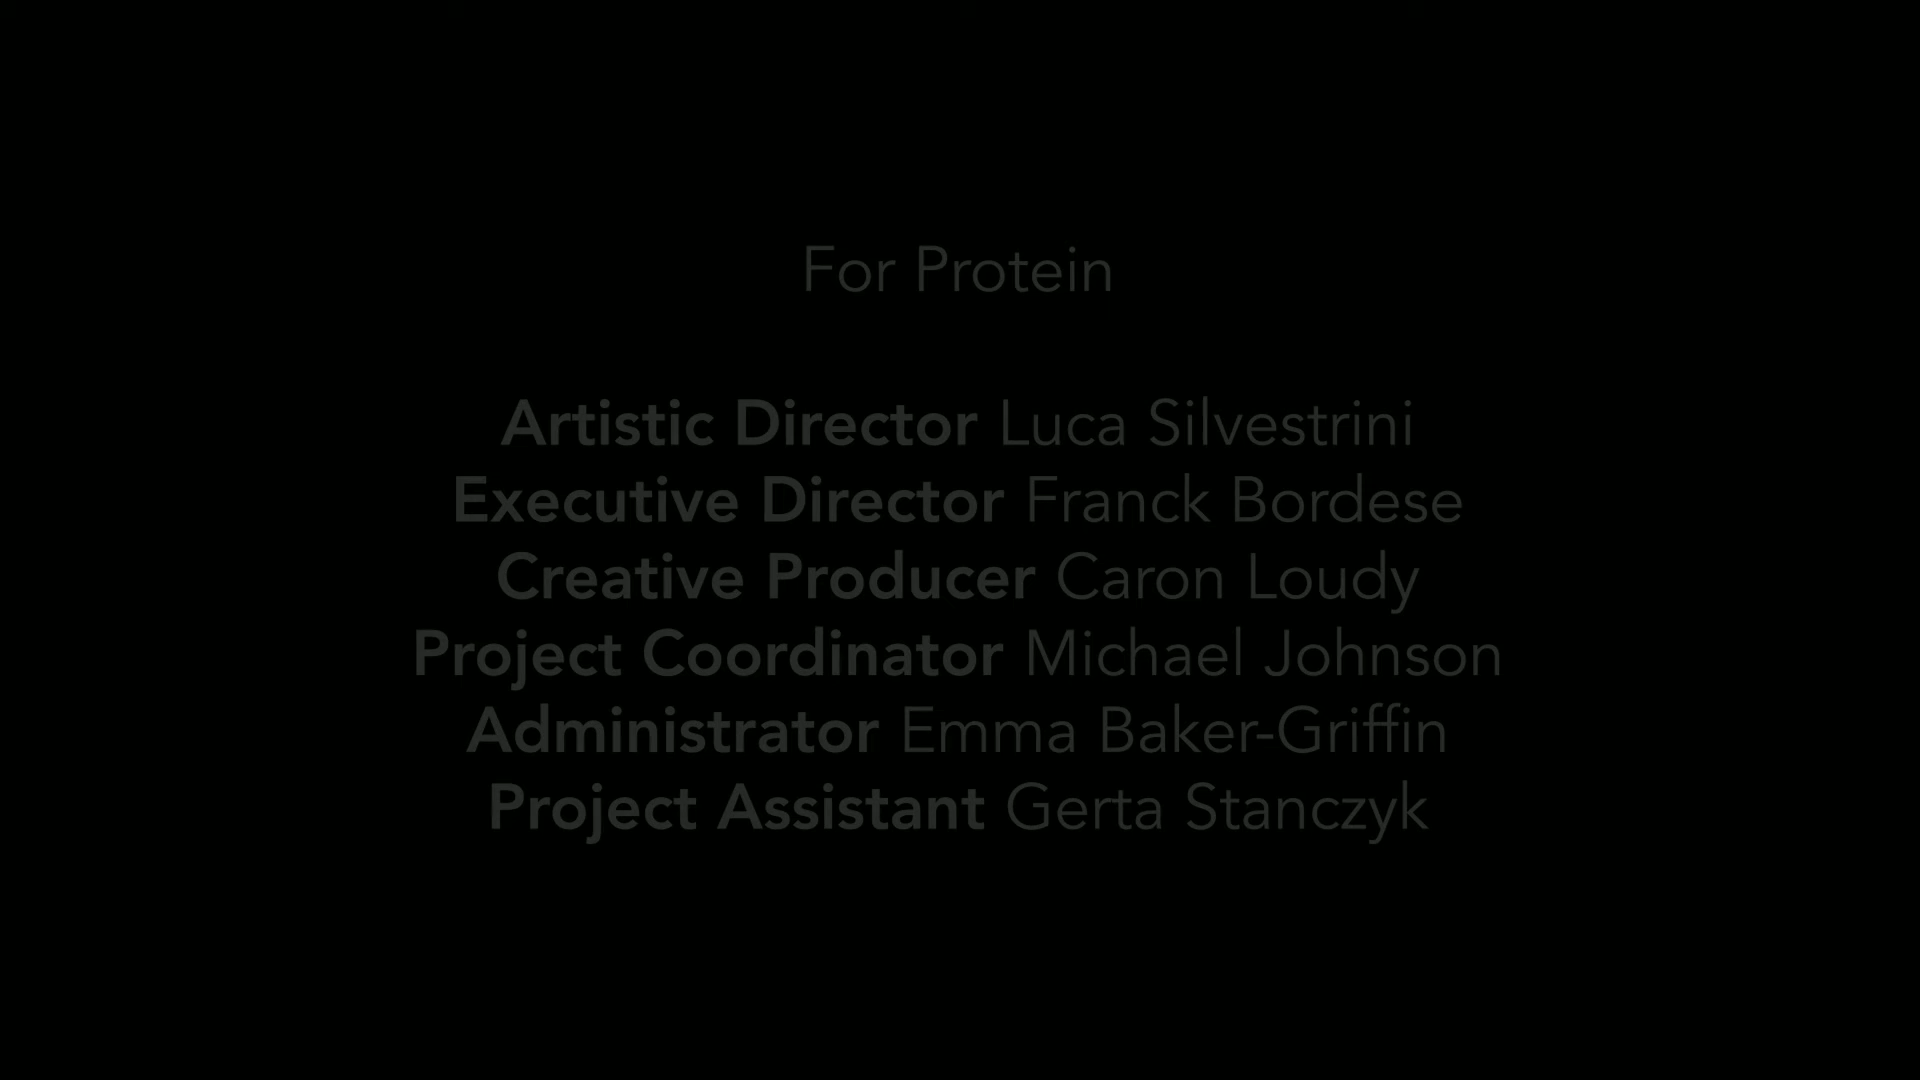 For Protein
Artistic Director Luca Silvestrini
Executive Director Franck Bordese
Creative Producer Caron Loudy
Project Coordinator Michael Johnson
Administrator Emma Baker-Griffin
Project Assistant Gerta Stanczyk